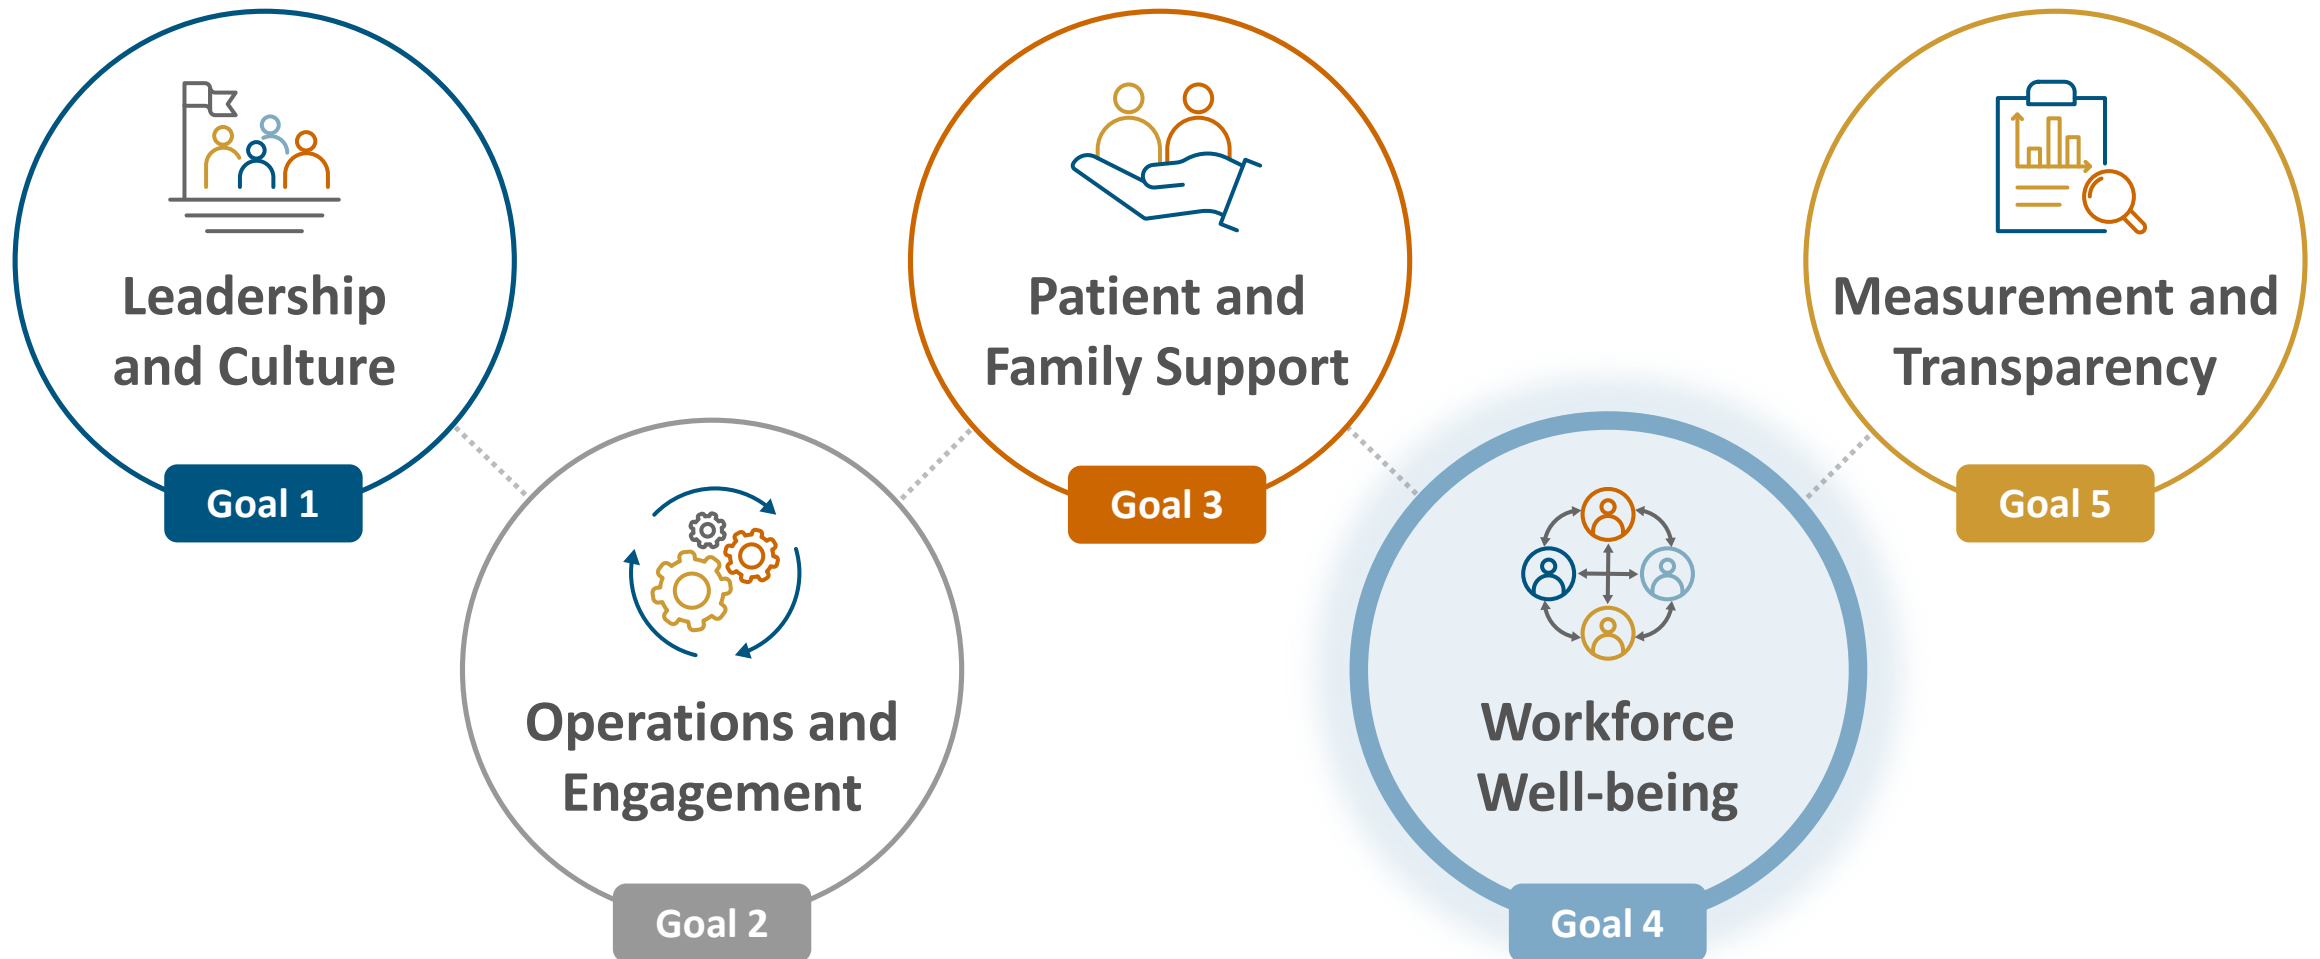 Leadership
and Culture
Goal 1
Operations and
Engagement
Goal 2
Patient and
Family Support
Goal 3
Workforce
Well-being
Goal 4
Measurement and
Transparency
Goal 5